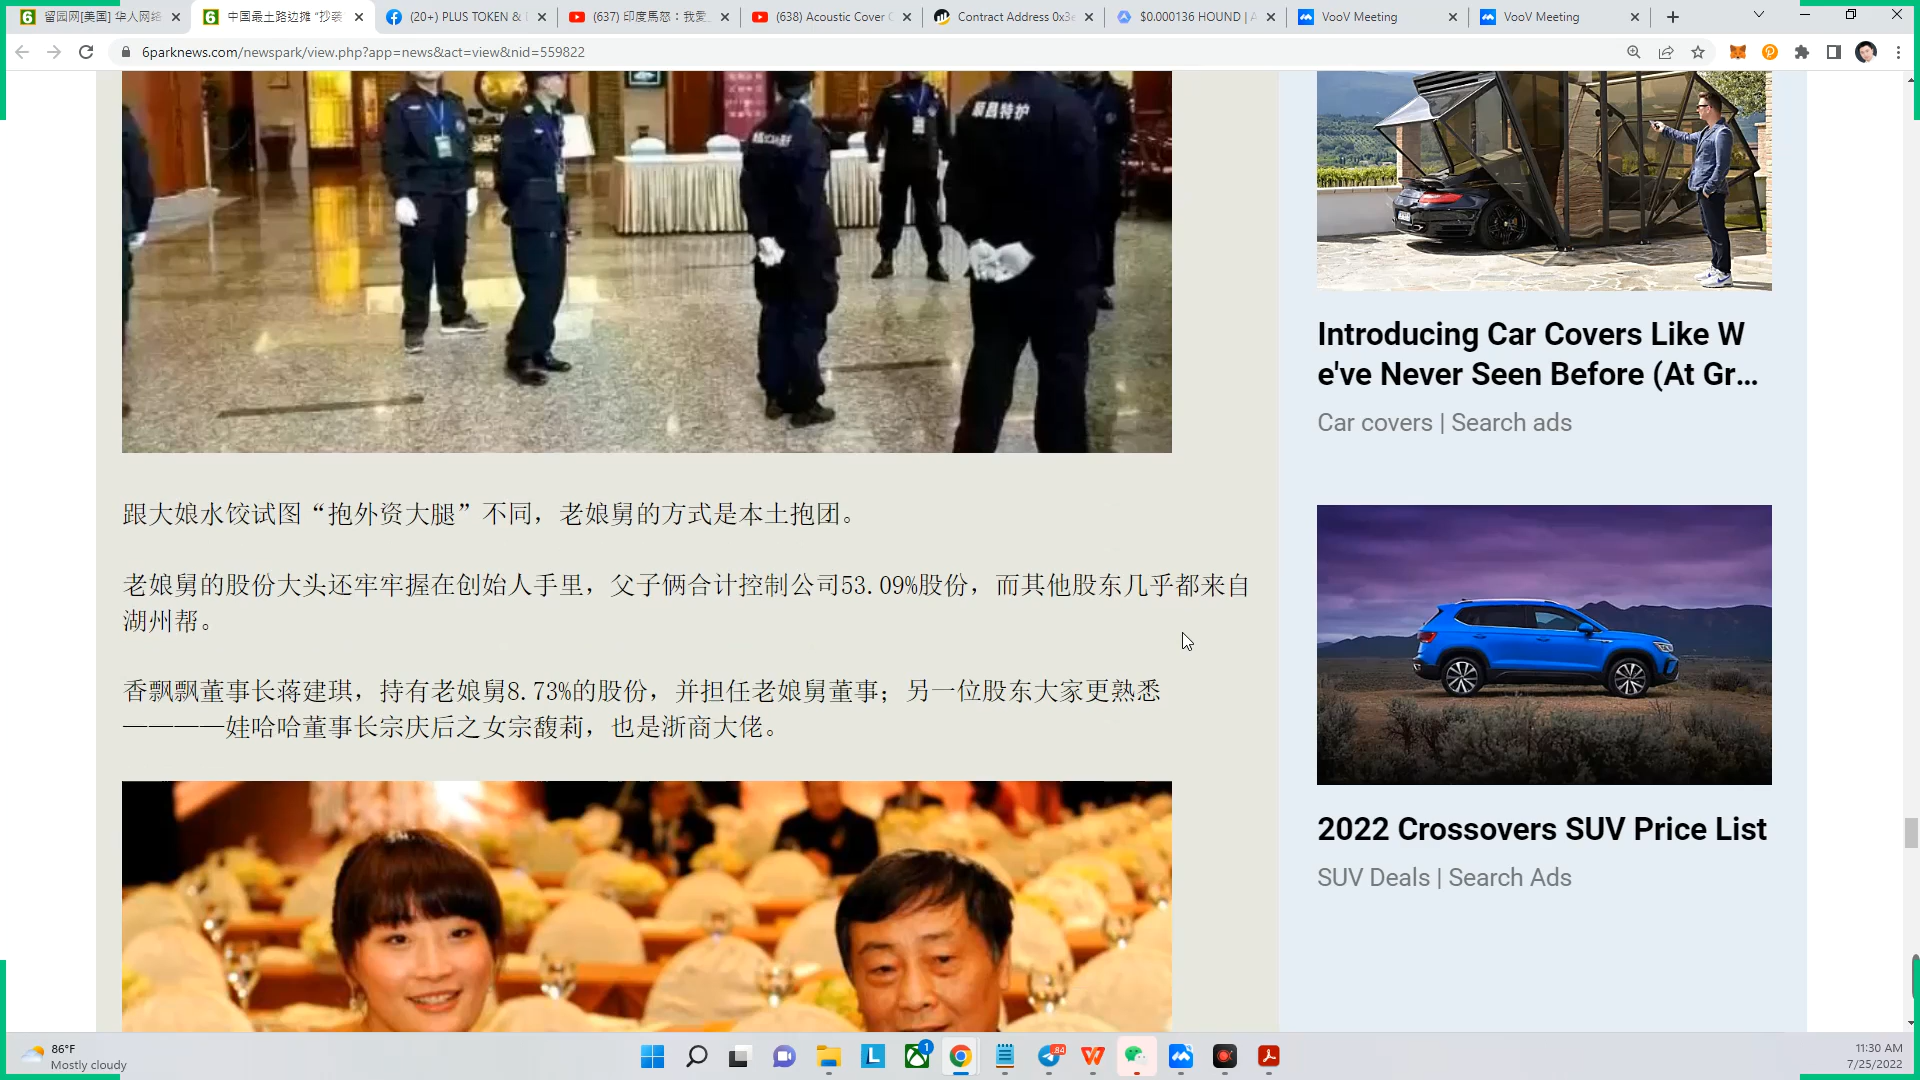 留园网[美国] 华人网络
中国最土路边摊 "抄袭
(20+) PLUS TOKEN &
(637) 印度馬怒：我愛
(638) Acoustic Cover
Contract Address 0x3
$0.000136 HOUND |
VooV Meeting
VooV Meeting
6parknews.com/newspark/view.php?app=news&act=view&nid=559822
顺昌特护
跟大娘水饺试图“抱外资大腿”不同，老娘舅的方式是本土抱团。
老娘舅的股份大头还牢牢握在创始人手里，父子俩合计控制公司53.09%股份，而其他股东几乎都来自
湖州帮。
香飘飘董事长蒋建琪，持有老娘舅8.73%的股份，并担任老娘舅董事；另一位股东大家更熟悉
————娃哈哈董事长宗庆后之女宗馥莉，也是浙商大佬。
Introducing Car Covers Like W
e've Never Seen Before (At Gr...
Car covers | Search ads
2022 Crossovers SUV Price List
SUV Deals | Search Ads
86°F
Mostly cloudy
1
84
11:30 AM
7/25/2022